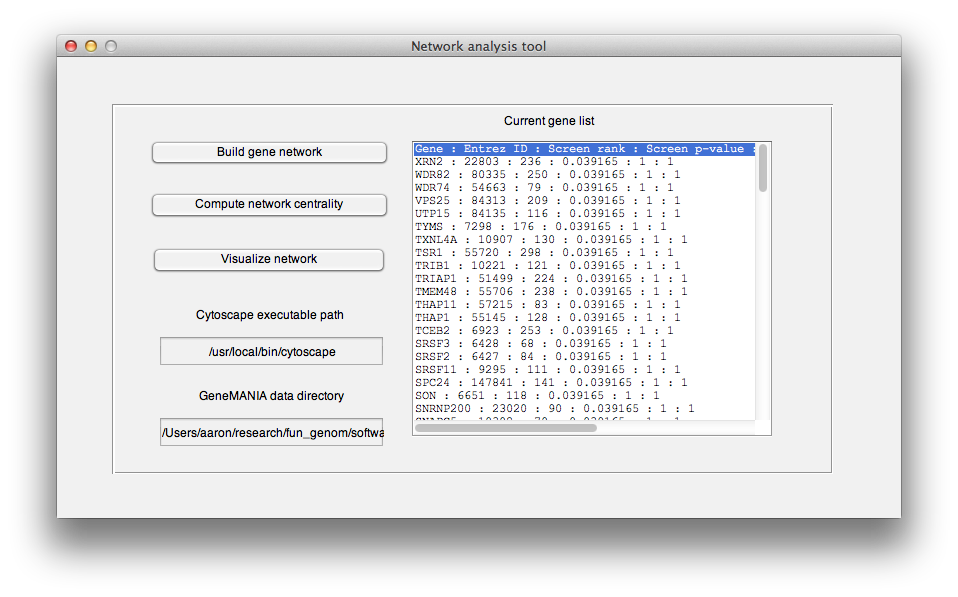 Network analysis tool
Current gene list
Build gene network
Compute network centrality
Visualize network
Cytoscape executable path
/usr/local/bin/cytoscape
GeneMANIA data directory
/Users/aaron/research/fun_genom/softwa
Gene : Entrez ID : Screen rank : Screen p-value :
XRN2 : 22803 : 236 : 0.039165 : 1 : 1
WDR82 : 80335 : 250 : 0.039165 : 1 : 1
WDR74 : 54663 : 79 : 0.039165 : 1 : 1
VPS25 : 84313 : 209 : 0.039165 : 1 : 1
UTP15 : 84135 : 116 : 0.039165 : 1 : 1
TYMS : 7298 : 176 : 0.039165 : 1 : 1
TXNL4A : 10907 : 130 : 0.039165 : 1 : 1
TSR1 : 55720 : 298 : 0.039165 : 1 : 1
TRIB1 : 10221 : 121 : 0.039165 : 1 : 1
TRIAP1 : 51499 : 224 : 0.039165 : 1 : 1
TMEM48 : 55706 : 238 : 0.039165 : 1 : 1
THAP11 : 57215 : 83 : 0.039165 : 1 : 1
THAP1 : 55145 : 128 : 0.039165 : 1 : 1
TCEB2 : 6923 : 253 : 0.039165 : 1 : 1
SRSF3 : 6428 : 68 : 0.039165 : 1 : 1
SRSF2 : 6427 : 84 : 0.039165 : 1 : 1
SRSF11 : 9295 : 111 : 0.039165 : 1 : 1
SPC24 : 147841 : 141 : 0.039165 : 1 : 1
SON : 6651 : 118 : 0.039165 : 1 : 1
SNRNP200 : 23020 : 90 : 0.039165 : 1 : 1